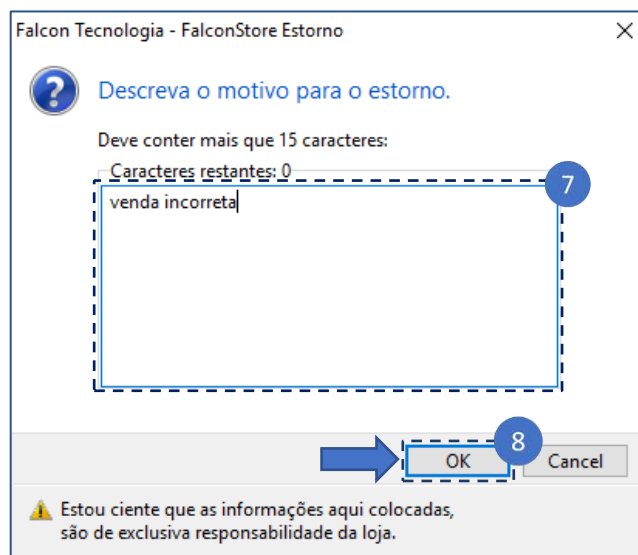 Falcon Tecnologia - FalconStore Estorno
?
Descreva o motivo para o estorno.
Deve conter mais que 15 caracteres:
Caracteres restantes: 0
7
venda incorreta
8
OK
Cancel
Estou ciente que as informações aqui colocadas,
são de exclusiva responsabilidade da loja.